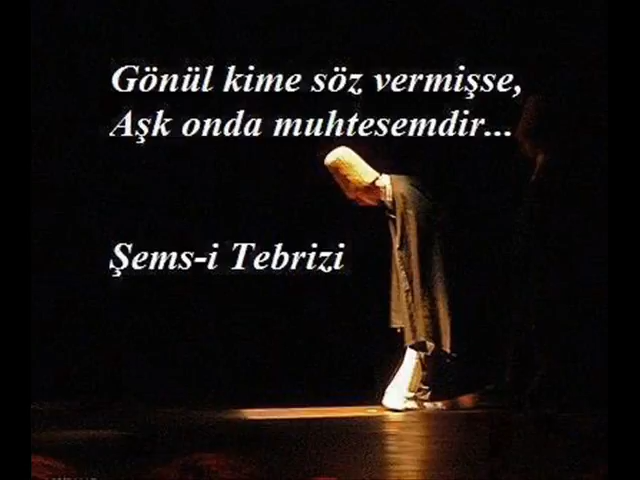 Gönül kime söz vermişse,
Aşk onda muhtesemdir...
Şems-i Tebrizi